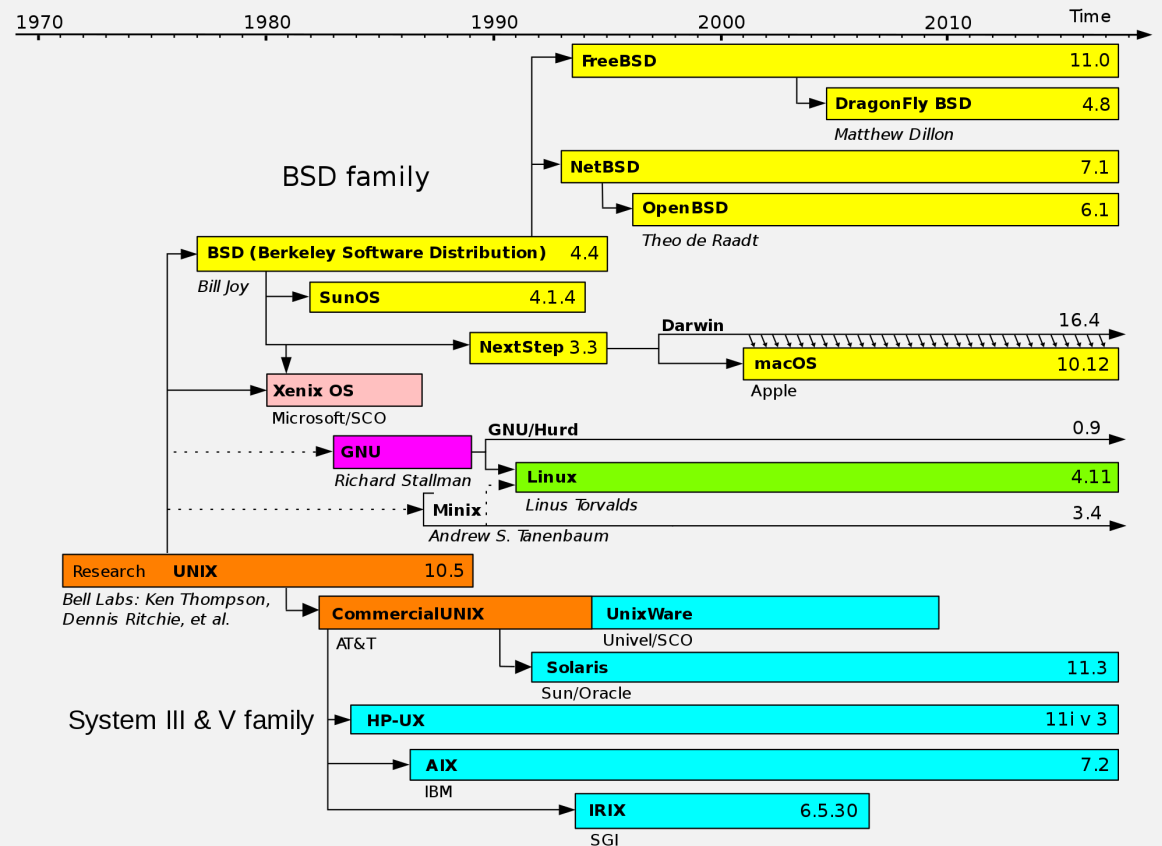 1970 1980 1990 2000 2010 Time
FreeBSD 11.0
DragonFly BSD 4.8
Matthew Dillon
BSD family
NetBSD 7.1
OpenBSD 6.1
Theo de Raadt
BSD (Berkeley Software Distribution) 4.4
Bill Joy
SunOS 4.1.4
Darwin 16.4
NextStep 3.3
macOS 10.12
Apple
Xenix OS
Microsoft/SCO
GNU/Hurd 0.9
GNU
Richard Stallman
Linux 4.11
Linus Torvalds
Minix 3.4
Andrew S. Tanenbaum
Research UNIX 10.5
Bell Labs: Ken Thompson,
Dennis Ritchie, et al.
CommercialUNIX UnixWare
AT&T Univel/SCO
Solaris 11.3
Sun/Oracle
System III & V family
HP-UX 11i v 3
AIX 7.2
IBM
IRIX 6.5.30
SGI